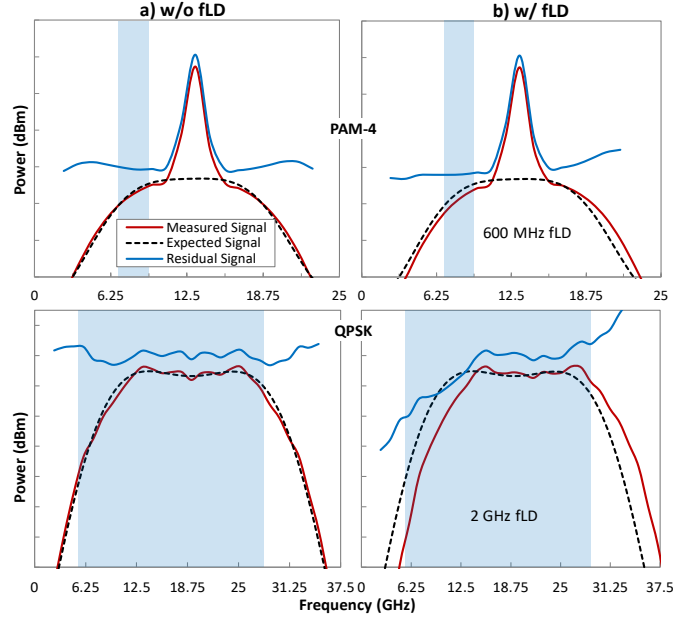 a) w/o fLD
b) w/ fLD
Power (dBm)
PAM-4
Measured Signal
Expected Signal
Residual Signal
600 MHz fLD
0 6.25 12.5 18.75 25
0 6.25 12.5 18.75 25
QPSK
Power (dBm)
2 GHz fLD
0 6.25 12.5 18.75 25 31.25 37.5
0 6.25 12.5 18.75 25 31.25 37.5
Frequency (GHz)